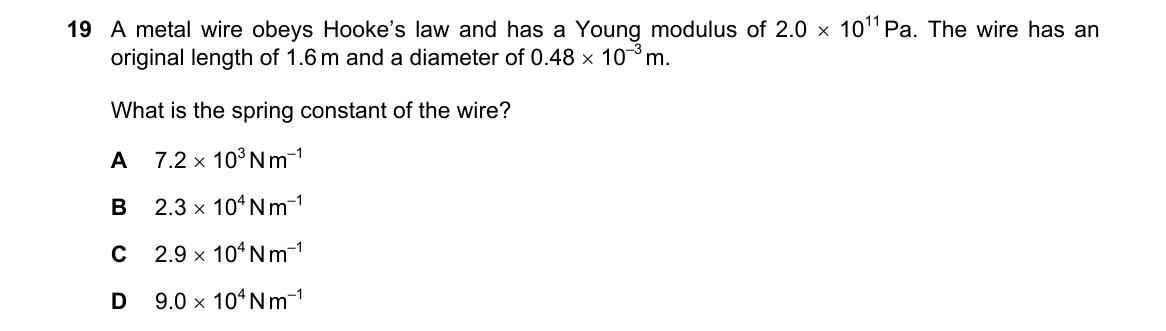 19 A metal wire obeys Hooke’s law and has a Young modulus of 2.0 × 10¹¹ Pa. The wire has an
original length of 1.6 m and a diameter of 0.48 × 10⁻³ m.
What is the spring constant of the wire?
A 7.2 × 10³ N m⁻¹
B 2.3 × 10⁴ N m⁻¹
C 2.9 × 10⁴ N m⁻¹
D 9.0 × 10⁴ N m⁻¹